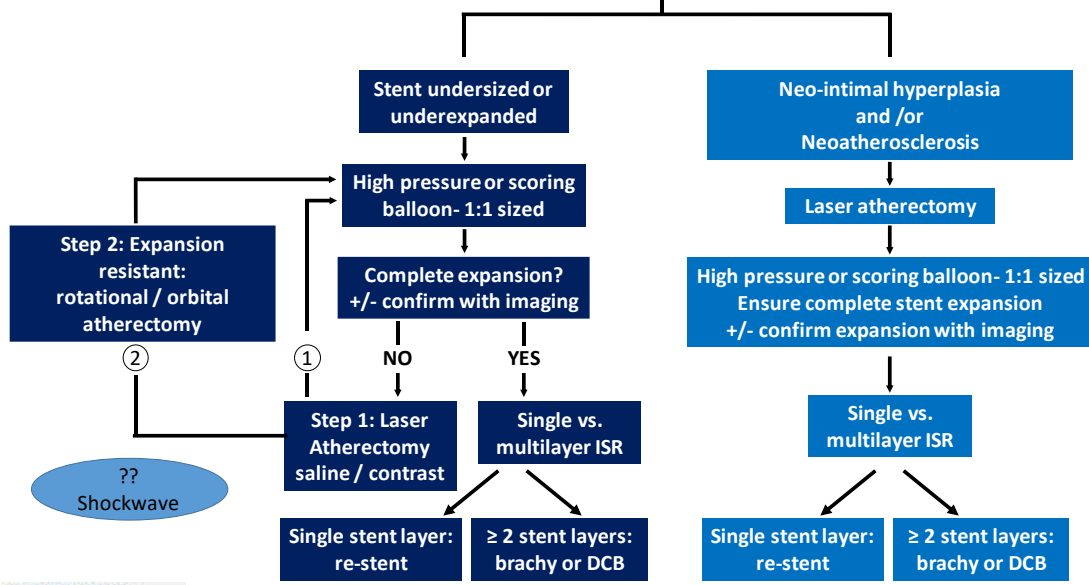 Stent undersized or
underexpanded
High pressure or scoring
balloon- 1:1 sized
Step 2: Expansion
resistant:
rotational / orbital
atherectomy
Complete expansion?
+/- confirm with imaging
2
1
NO
YES
Step 1: Laser
Atherectomy
saline / contrast
Single vs.
multilayer ISR
??
Shockwave
Single stent layer:
re-stent
≥ 2 stent layers:
brachy or DCB
Neo-intimal hyperplasia
and /or
Neoatherosclerosis
Laser atherectomy
High pressure or scoring balloon- 1:1 sized
Ensure complete stent expansion
+/- confirm expansion with imaging
Single vs.
multilayer ISR
Single stent layer:
re-stent
≥ 2 stent layers:
brachy or DCB